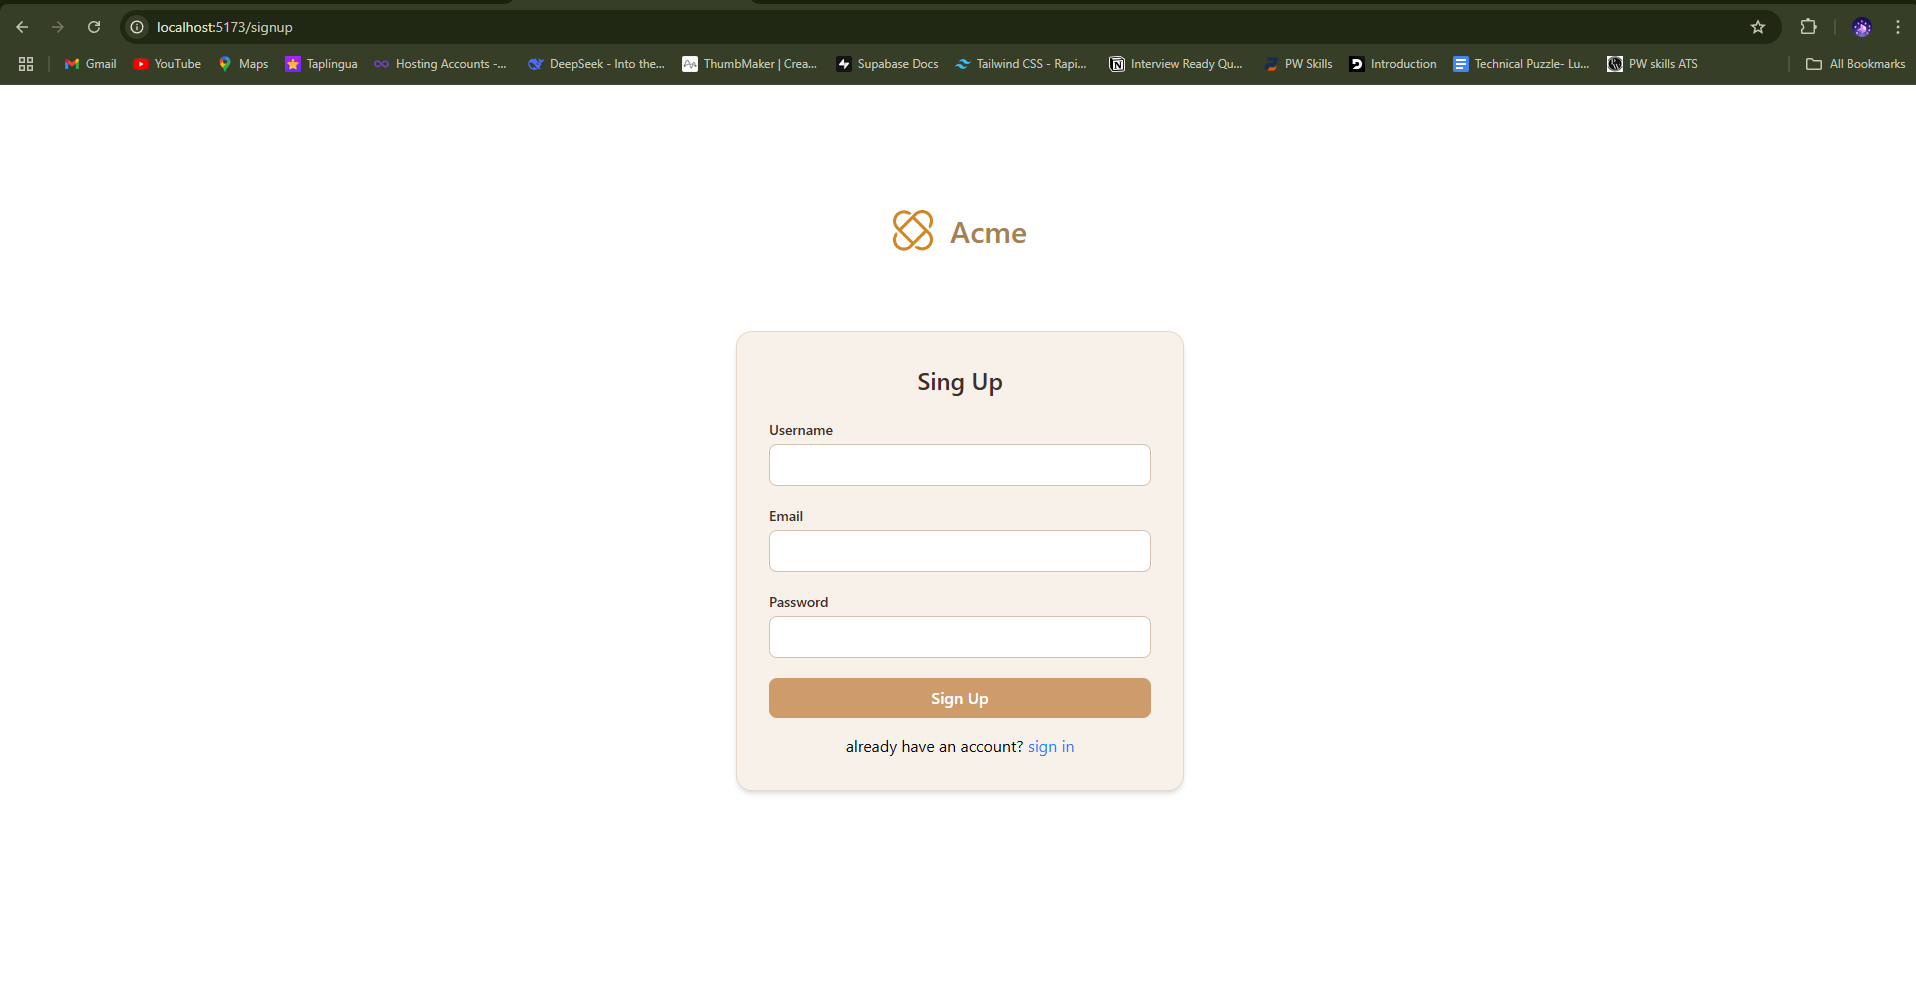 localhost:5173/signup
Gmail YouTube Maps Taplingua Hosting Accounts -... DeepSeek - Into the... ThumbMaker | Crea... Supabase Docs Tailwind CSS - Rapi... Interview Ready Qu... PW Skills Introduction Technical Puzzle- Lu... PW skills ATS All Bookmarks
Acme
Sing Up
Username
Email
Password
Sign Up
already have an account? sign in